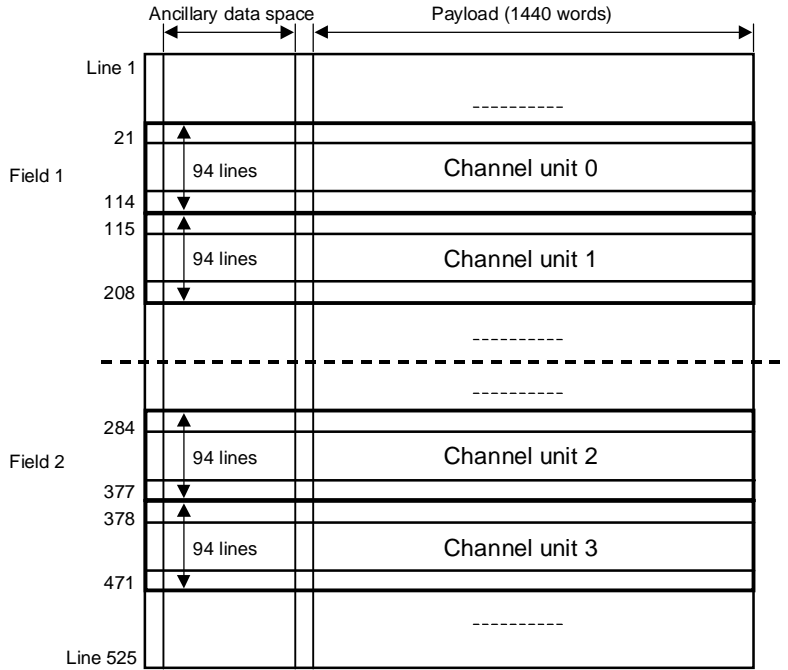 Ancillary data space
Payload (1440 words)
Line 1
----------
21
Field 1
94 lines
Channel unit 0
114
115
94 lines
Channel unit 1
208
----------
----------
284
Field 2
94 lines
Channel unit 2
377
378
94 lines
Channel unit 3
471
----------
Line 525